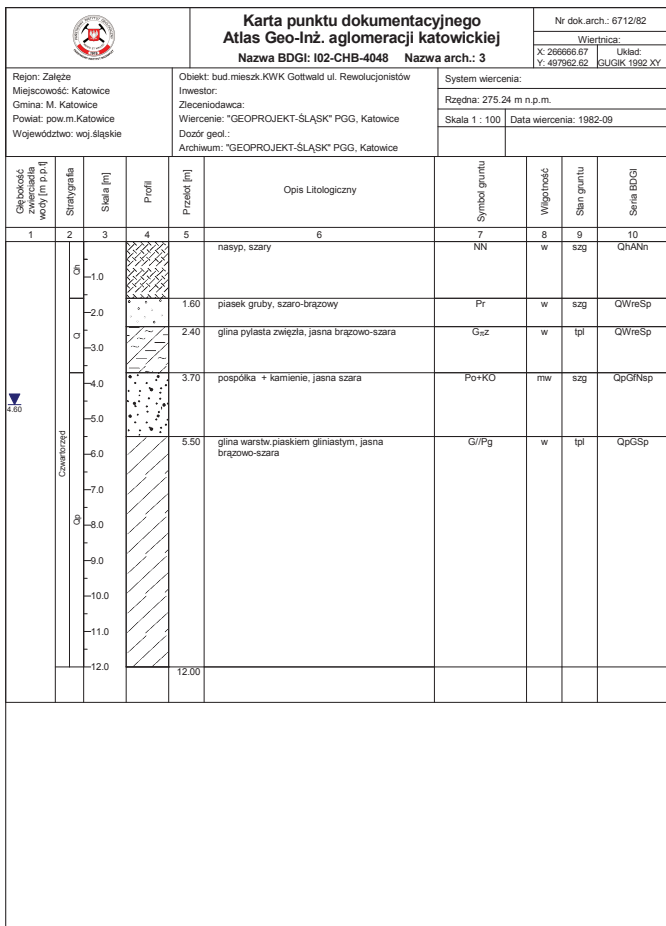 Karta punktu dokumentacyjnego
Atlas Geo-Inż. aglomeracji katowickiej
Nazwa BDGI: I02-CHB-4048 Nazwa arch.: 3
Nr dok.arch.: 6712/82
Wiertnica:
X: 266666.67
Y: 497962.62
Układ:
GUGIK 1992 XY
Rejon: Załęże
Miejscowość: Katowice
Gmina: M. Katowice
Powiat: pow.m.Katowice
Województwo: woj.śląskie
Obiekt: bud.mieszk.KWK Gottwald ul. Rewolucjonistów
Inwestor:
Zleceniodawca:
Wiercenie: "GEOPROJEKT-ŚLĄSK" PGG, Katowice
Dozór geol.:
Archiwum: "GEOPROJEKT-ŚLĄSK" PGG, Katowice
System wiercenia:
Rzędna: 275.24 m n.p.m.
Skala 1 : 100 Data wiercenia: 1982-09
Głębokość
zwierciadła
wody [m p.p.t]
Stratygrafia
Skala [m]
Profil
Przelot [m]
Opis Litologiczny
Symbol gruntu
Wilgotność
Stan gruntu
Seria BDGI
1 2 3 4 5 6 7 8 9 10
nasyp, szary NN w szg QhANn
Qh
1.0
1.60 piasek gruby, szaro-brązowy Pr w szg QWreSp
2.0
2.40 glina pylasta zwięzła, jasna brązowo-szara Gπz w tpl QWreSp
Q
3.0
3.70 pospółka + kamienie, jasna szara Po+KO mw szg QpGfNsp
4.0
4.60
5.0
5.50 glina warstw.piaskiem gliniastym, jasna
brązowo-szara G//Pg w tpl QpGSp
Czwartorzęd
6.0
7.0
Qp
8.0
9.0
10.0
11.0
12.0
12.00